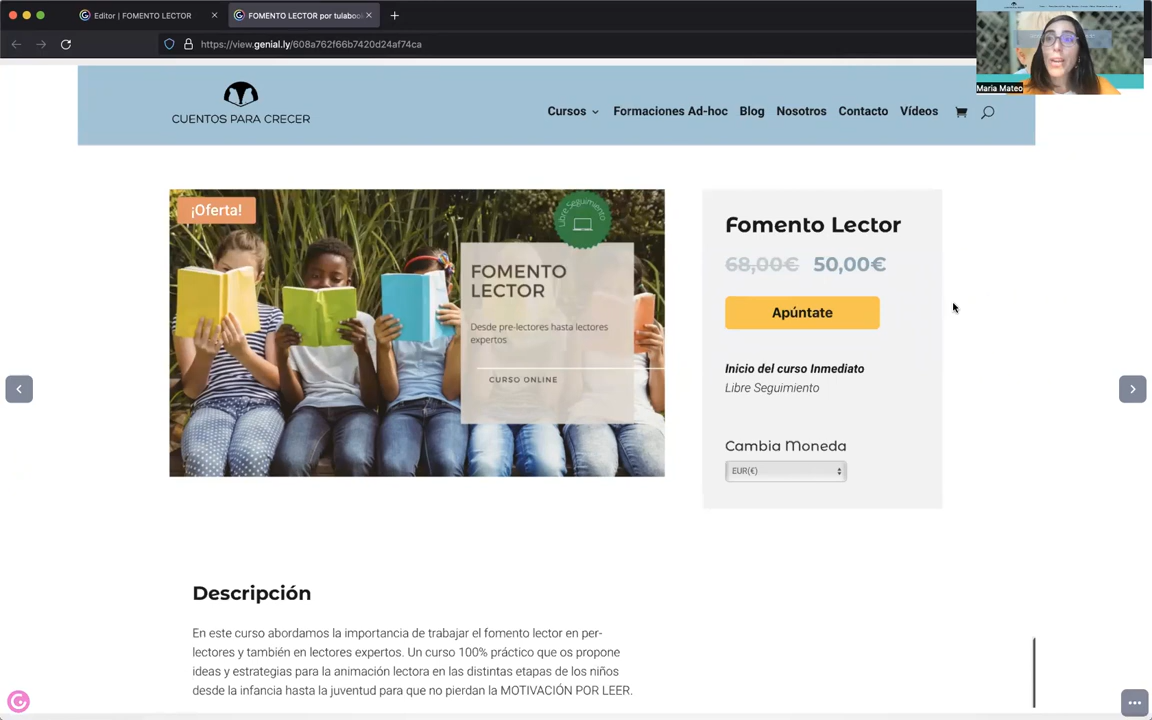 Editor | FOMENTO LECTOR
FOMENTO LECTOR por tulaboo
https://view.genial.ly/608a762f66b7420d24af74ca
Maria Mateo
CUENTOS PARA CRECER
Cursos
Formaciones Ad-hoc
Blog
Nosotros
Contacto
Vídeos
¡Oferta!
Libre Seguimiento
FOMENTO
LECTOR
Desde pre-lectores hasta lectores
expertos
CURSO ONLINE
Fomento Lector
68,00€ 50,00€
Apúntate
Inicio del curso Inmediato
Libre Seguimiento
Cambia Moneda
EUR(€)
Descripción
En este curso abordamos la importancia de trabajar el fomento lector en per-
lectores y también en lectores expertos. Un curso 100% práctico que os propone
ideas y estrategias para la animación lectora en las distintas etapas de los niños
desde la infancia hasta la juventud para que no pierdan la MOTIVACIÓN POR LEER.